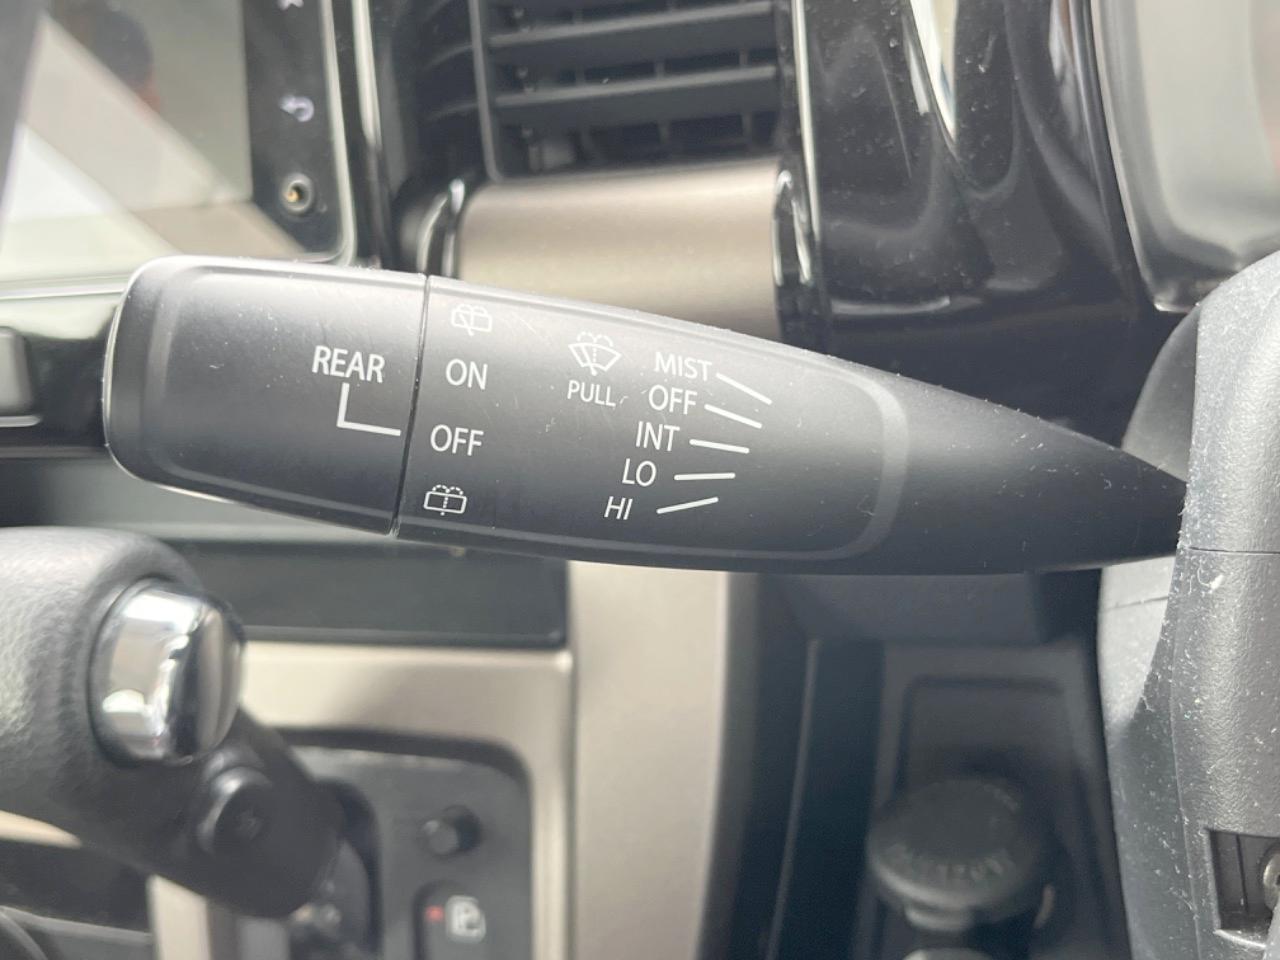 REAR
ON
OFF
PULL
MIST
OFF
INT
LO
HI